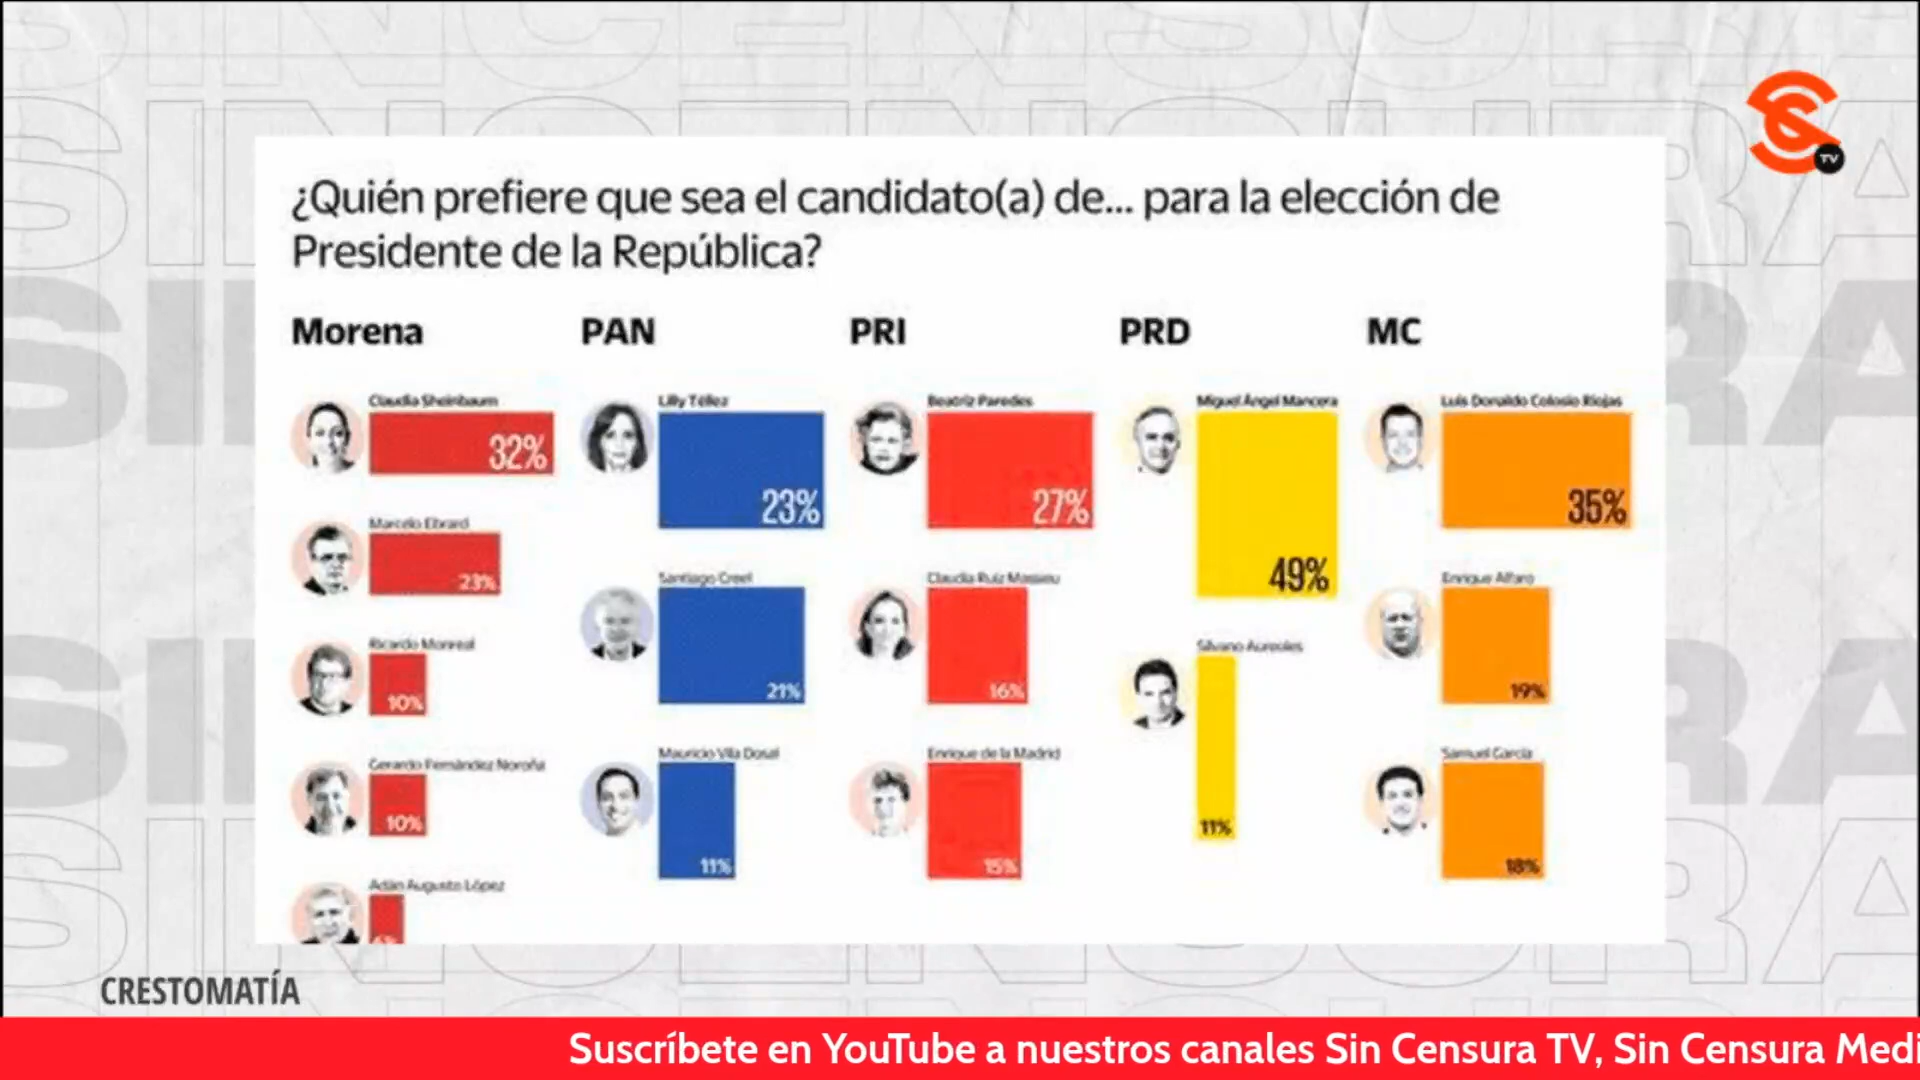 SINCENSURA
SINCENSURA
TV
¿Quién prefiere que sea el candidato(a) de... para la elección de
Presidente de la República?
Morena
PAN
PRI
PRD
MC
Claudia Sheinbaum
32%
Marcelo Ebrard
23%
Ricardo Monreal
10%
Gerardo Fernández Noroña
10%
Adán Augusto López
Lilly Téllez
23%
Santiago Creel
21%
Mauricio Vila Dosal
11%
Beatriz Paredes
27%
Claudia Ruiz Massieu
16%
Enrique de la Madrid
15%
Miguel Ángel Mancera
49%
Silvano Aureoles
11%
Luis Donaldo Colosio Riojas
35%
Enrique Alfaro
19%
Samuel García
18%
CRESTOMATÍA
Suscríbete en YouTube a nuestros canales Sin Censura TV, Sin Censura Medi